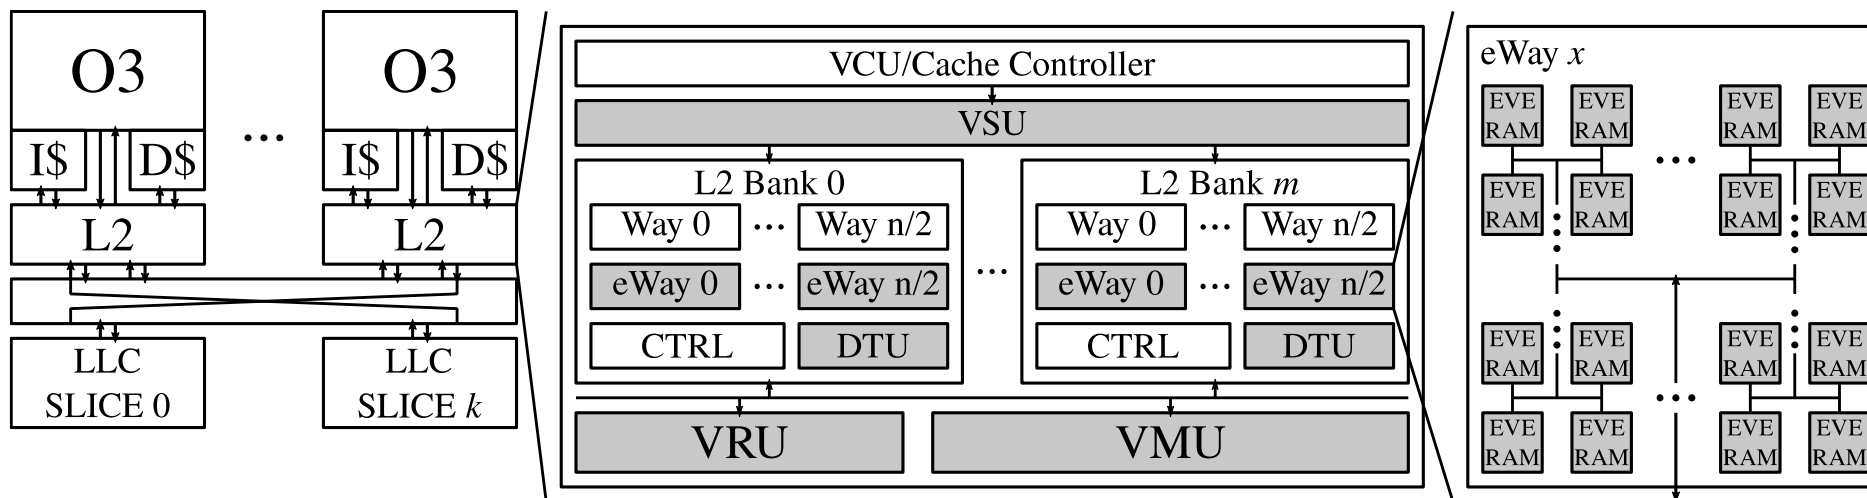 O3
...
O3
I$
D$
I$
D$
L2
L2
LLC
SLICE 0
LLC
SLICE k
VCU/Cache Controller
VSU
L2 Bank 0
Way 0
...
Way n/2
eWay 0
...
eWay n/2
CTRL
DTU
...
L2 Bank m
Way 0
...
Way n/2
eWay 0
...
eWay n/2
CTRL
DTU
VRU
VMU
eWay x
EVE
RAM
EVE
RAM
...
EVE
RAM
EVE
RAM
EVE
RAM
EVE
RAM
EVE
RAM
EVE
RAM
EVE
RAM
EVE
RAM
...
EVE
RAM
EVE
RAM
EVE
RAM
EVE
RAM
EVE
RAM
EVE
RAM